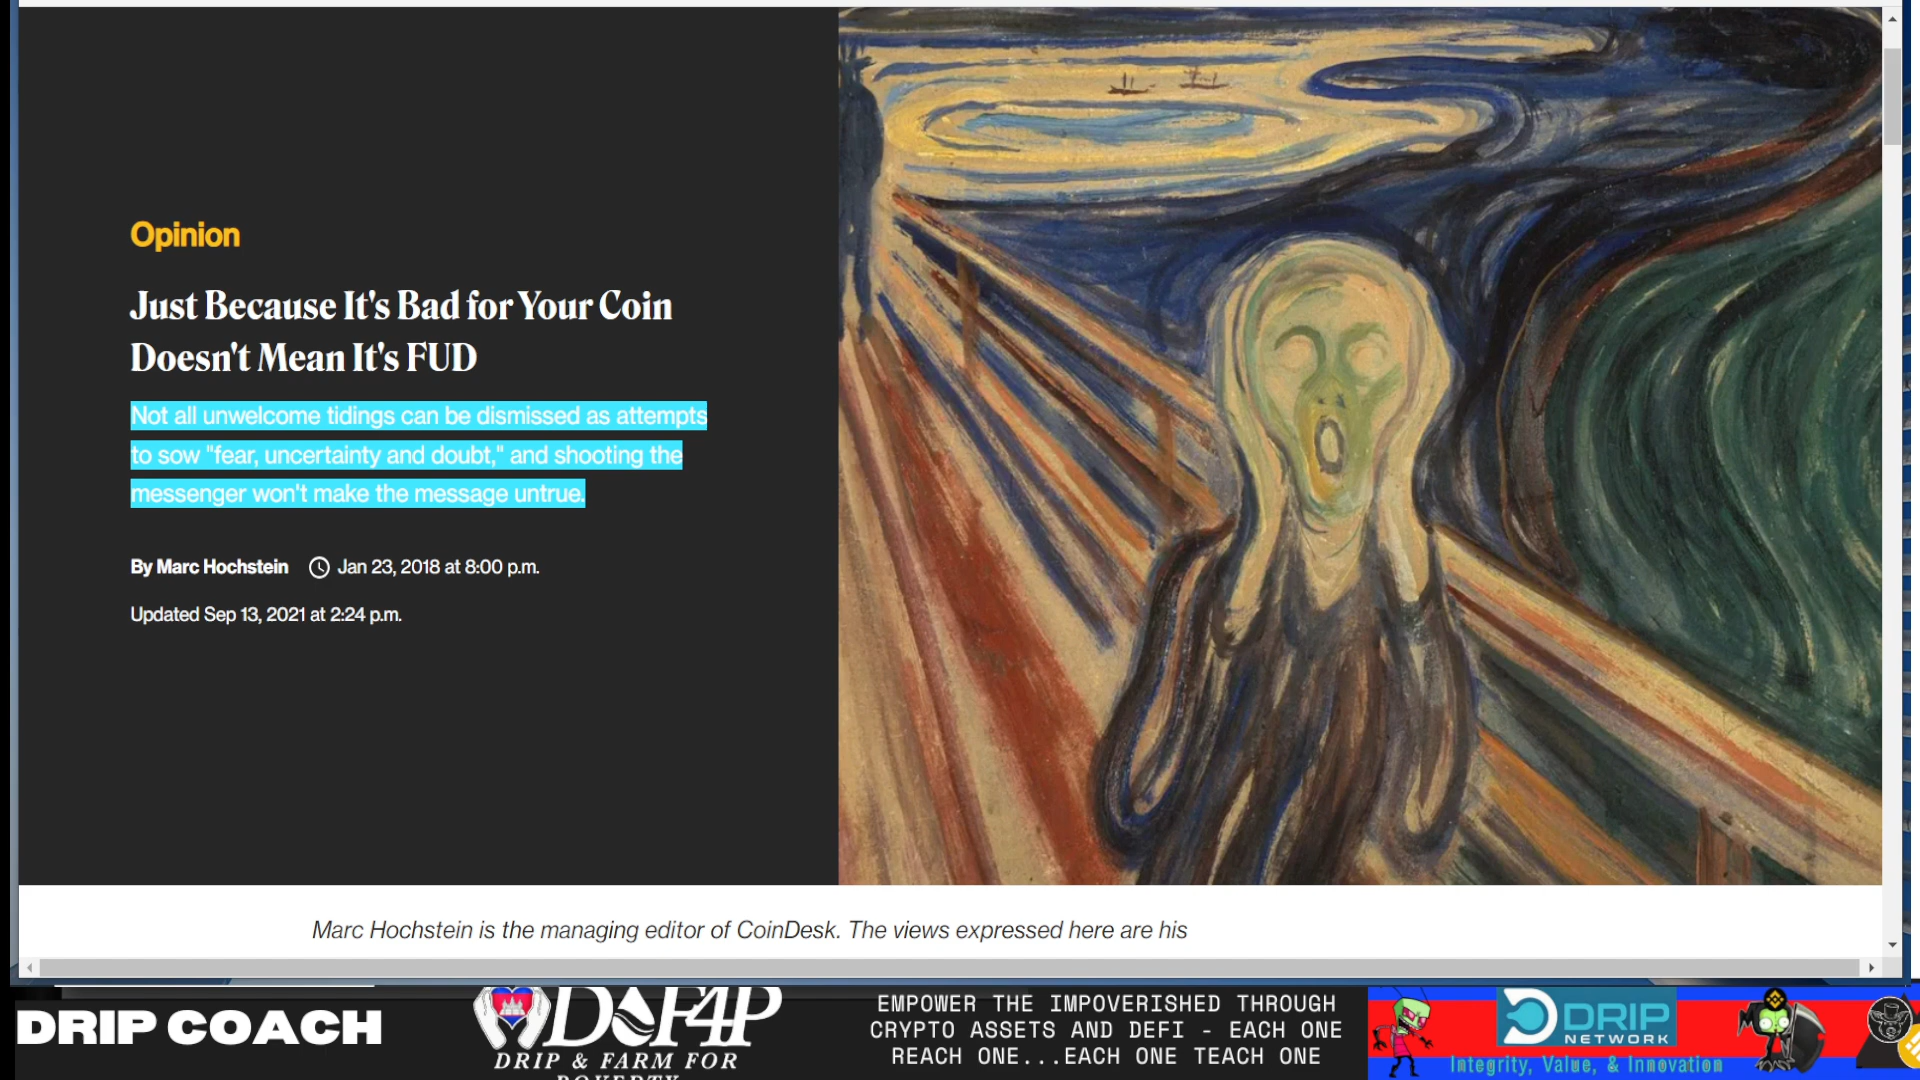 Opinion
Just Because It's Bad for Your Coin
Doesn't Mean It's FUD
Not all unwelcome tidings can be dismissed as attempts
to sow "fear, uncertainty and doubt," and shooting the
messenger won't make the message untrue.
By Marc Hochstein Jan 23, 2018 at 8:00 p.m.
Updated Sep 13, 2021 at 2:24 p.m.
Marc Hochstein is the managing editor of CoinDesk. The views expressed here are his
DRIP COACH
D&F4P
DRIP & FARM FOR
POVERTY
EMPOWER THE IMPOVERISHED THROUGH
CRYPTO ASSETS AND DEFI - EACH ONE
REACH ONE...EACH ONE TEACH ONE
DRIP
NETWORK
Integrity, Value, & Innovation